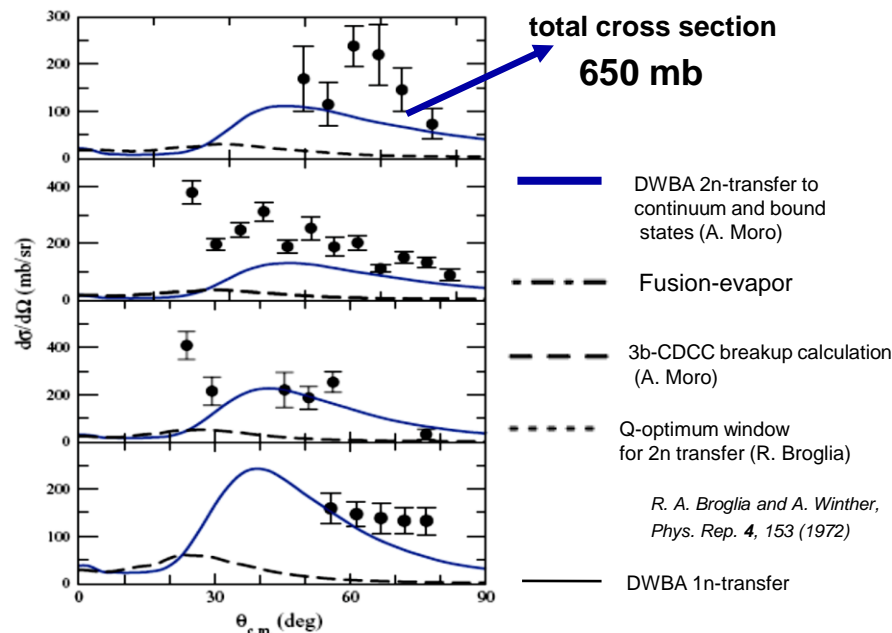 total cross section
650 mb
300
200
100
0
400
200
0
400
200
0
200
100
0
0
30
60
90
dσ/dΩ (mb/sr)
θc.m. (deg)
DWBA 2n-transfer to
continuum and bound
states (A. Moro)
Fusion-evapor
3b-CDCC breakup calculation
(A. Moro)
Q-optimum window
for 2n transfer (R. Broglia)
R. A. Broglia and A. Winther,
Phys. Rep. 4, 153 (1972)
DWBA 1n-transfer